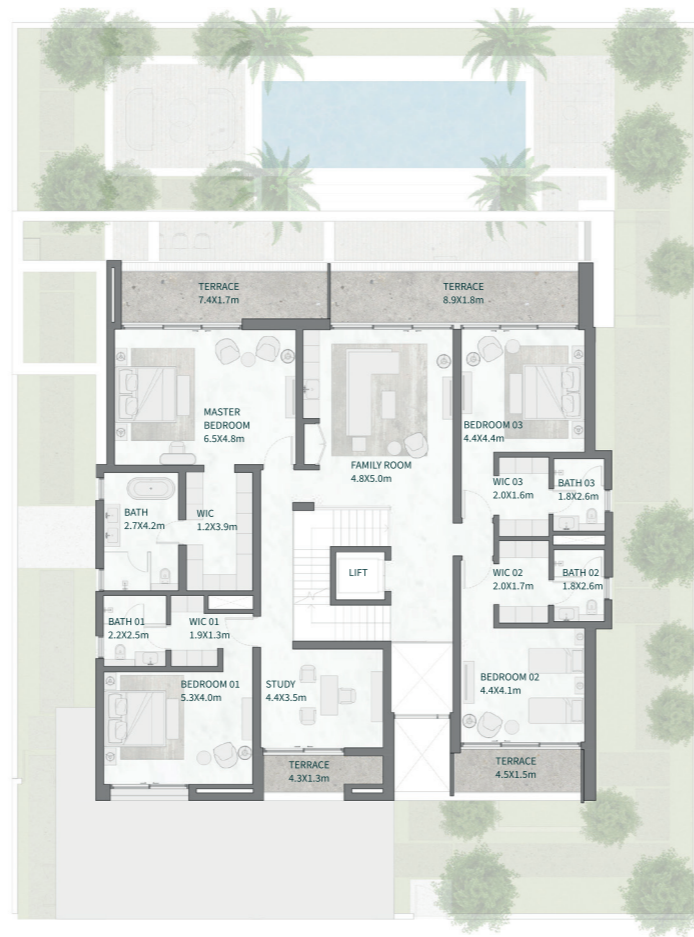 TERRACE
7.4X1.7m
TERRACE
8.9X1.8m
MASTER
BEDROOM
6.5X4.8m
BEDROOM 03
4.4X4.4m
FAMILY ROOM
4.8X5.0m
BATH
2.7X4.2m
WIC
1.2X3.9m
WIC 03
2.0X1.6m
BATH 03
1.8X2.6m
LIFT
WIC 02
2.0X1.7m
BATH 02
1.8X2.6m
BATH 01
2.2X2.5m
WIC 01
1.9X1.3m
BEDROOM 01
5.3X4.0m
STUDY
4.4X3.5m
BEDROOM 02
4.4X4.1m
TERRACE
4.3X1.3m
TERRACE
4.5X1.5m